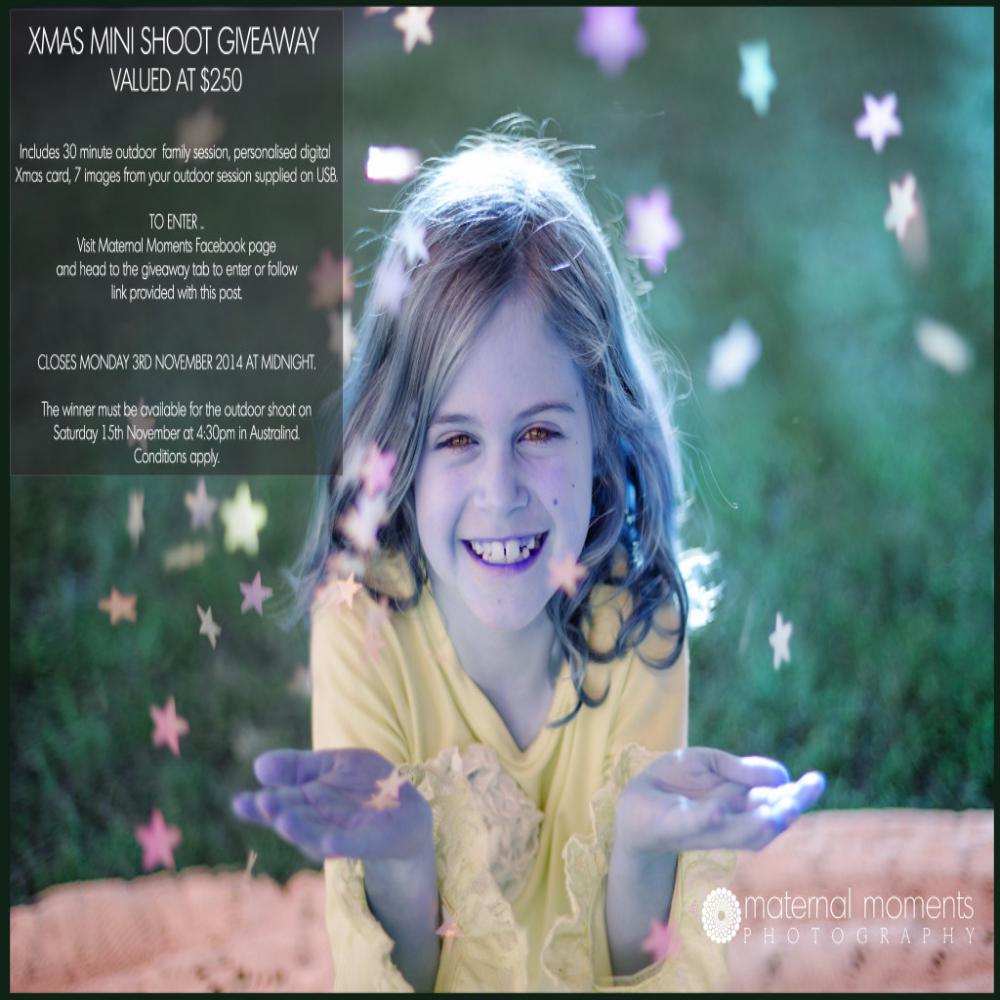 XMAS MINI SHOOT GIVEAWAY
VALUED AT $250
Includes 30 minute outdoor family session, personalised digital
Xmas card, 7 images from your outdoor session supplied on USB.
TO ENTER ..
Visit Maternal Moments Facebook page
and head to the giveaway tab to enter or follow
link provided with this post.
CLOSES MONDAY 3RD NOVEMBER 2014 AT MIDNIGHT.
The winner must be available for the outdoor shoot on
Saturday 15th November at 4:30pm in Australind.
Conditions apply.
maternal moments
PHOTOGRAPHY